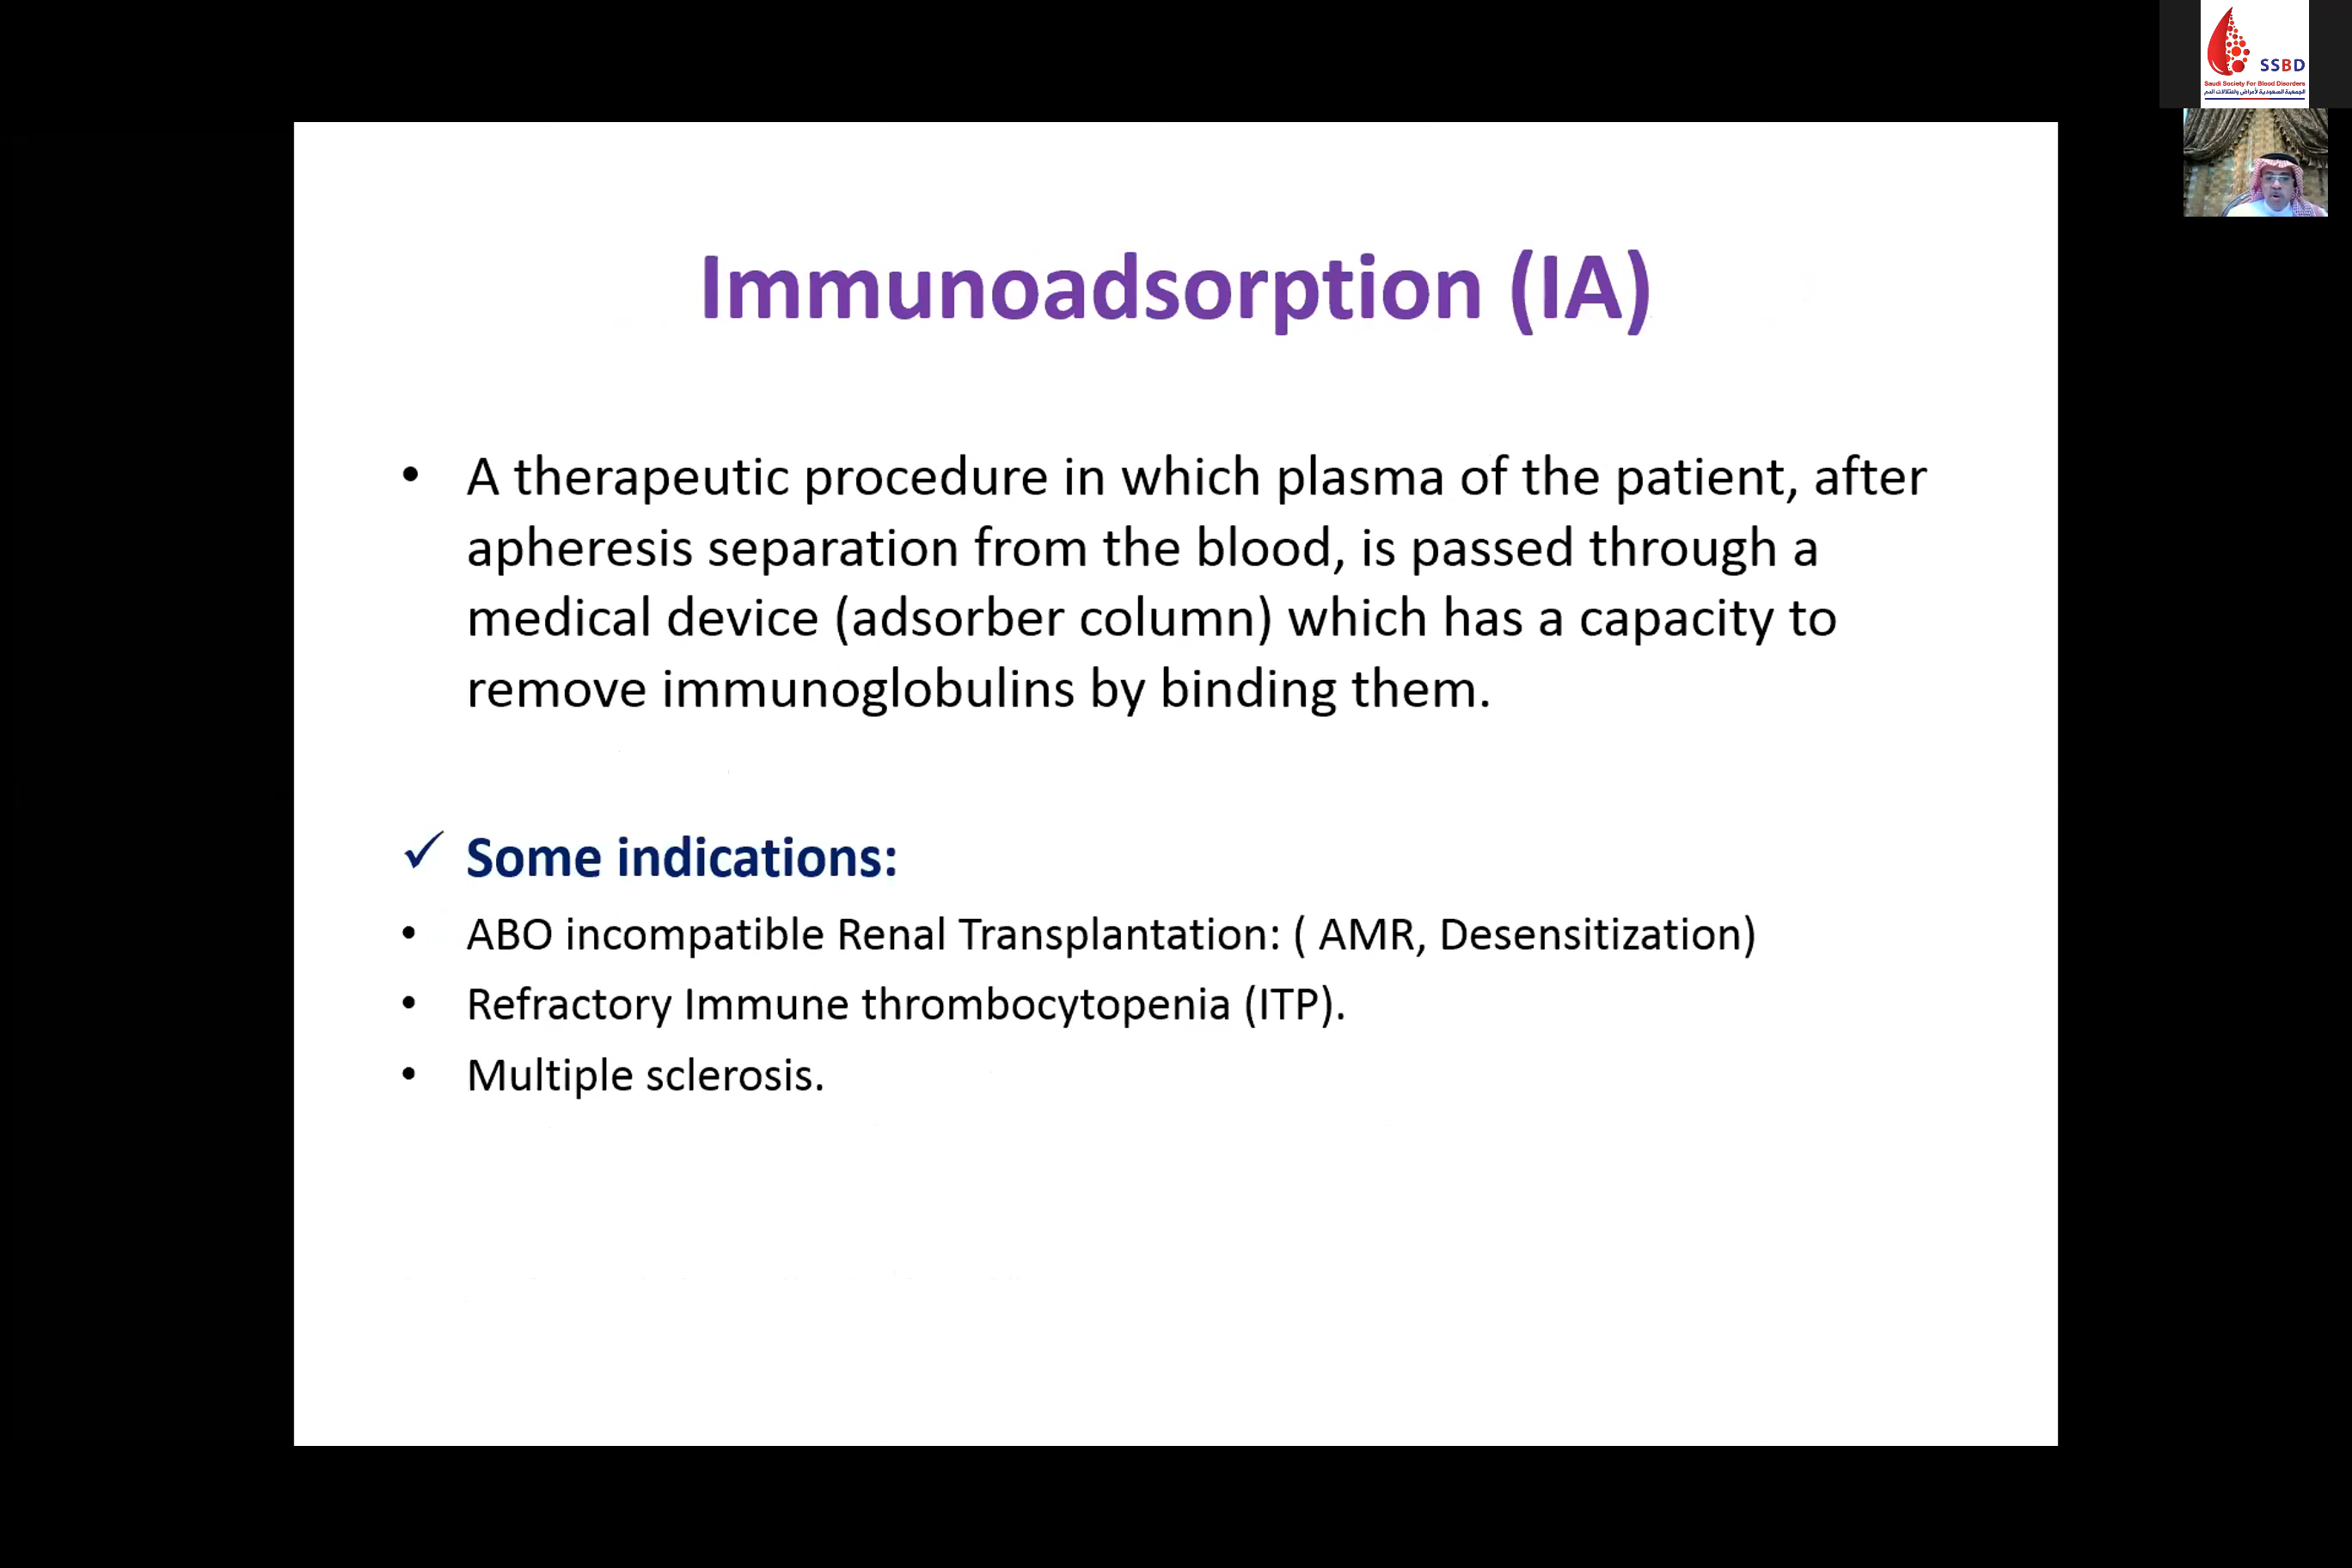 SSBD
Saudi Society For Blood Disorders
الجمعية السعودية لأمراض واعتلالات الدم
Immunoadsorption (IA)
• A therapeutic procedure in which plasma of the patient, after
apheresis separation from the blood, is passed through a
medical device (adsorber column) which has a capacity to
remove immunoglobulins by binding them.
✓ Some indications:
• ABO incompatible Renal Transplantation: ( AMR, Desensitization)
• Refractory Immune thrombocytopenia (ITP).
• Multiple sclerosis.